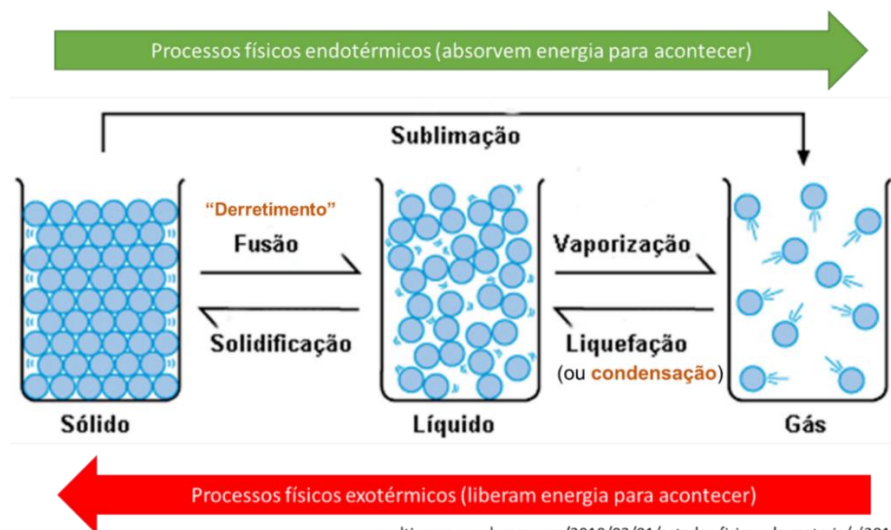 Processos físicos endotérmicos (absorvem energia para acontecer)
Sublimação
“Derretimento”
Fusão
Vaporização
Solidificação
Liquefação
(ou condensação)
Sólido
Líquido
Gás
Processos físicos exotérmicos (liberam energia para acontecer)